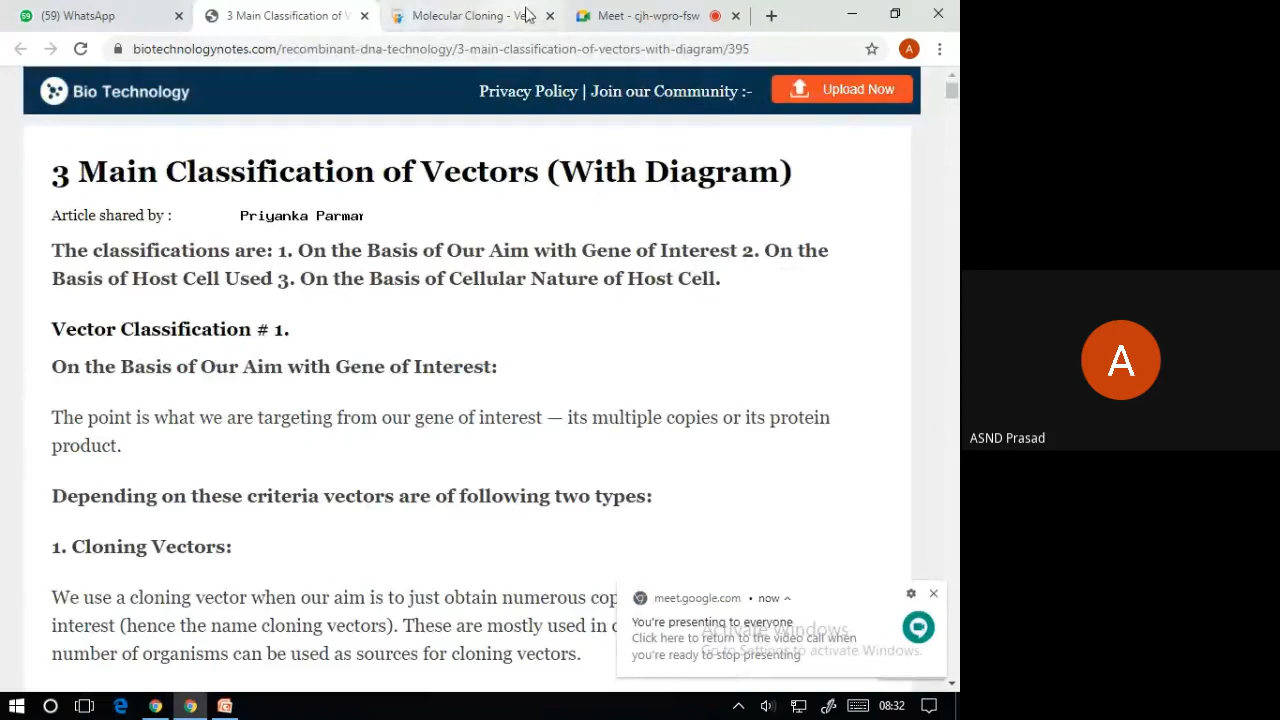 (59) WhatsApp
3 Main Classification of V
Molecular Cloning - Ve
Meet - cjh-wpro-fsw
biotechnologynotes.com/recombinant-dna-technology/3-main-classification-of-vectors-with-diagram/395
A
Bio Technology
Privacy Policy | Join our Community :-
Upload Now
3 Main Classification of Vectors (With Diagram)
Article shared by : Priyanka Parmar
The classifications are: 1. On the Basis of Our Aim with Gene of Interest 2. On the
Basis of Host Cell Used 3. On the Basis of Cellular Nature of Host Cell.
Vector Classification # 1.
On the Basis of Our Aim with Gene of Interest:
The point is what we are targeting from our gene of interest — its multiple copies or its protein
product.
Depending on these criteria vectors are of following two types:
1. Cloning Vectors:
We use a cloning vector when our aim is to just obtain numerous cop
interest (hence the name cloning vectors). These are mostly used in
number of organisms can be used as sources for cloning vectors.
meet.google.com • now
You're presenting to everyone
Click here to return to the video call when
you're ready to stop presenting
Activate Windows
Go to Settings to activate Windows.
A
ASND Prasad
08:32